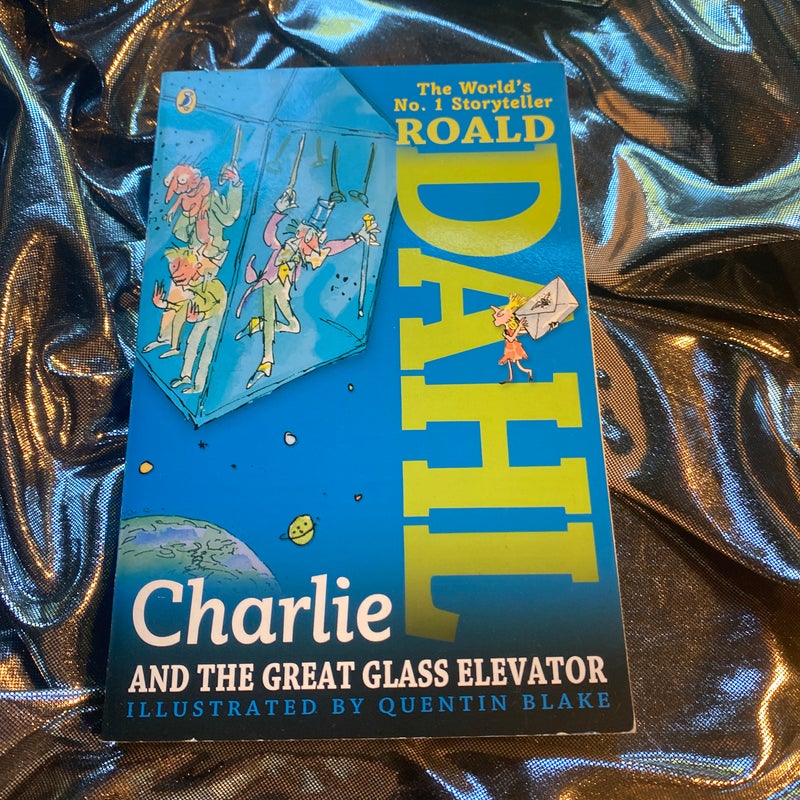 The World's
No. 1 Storyteller
ROALD
DAHL
Charlie
AND THE GREAT GLASS ELEVATOR
ILLUSTRATED BY QUENTIN BLAKE